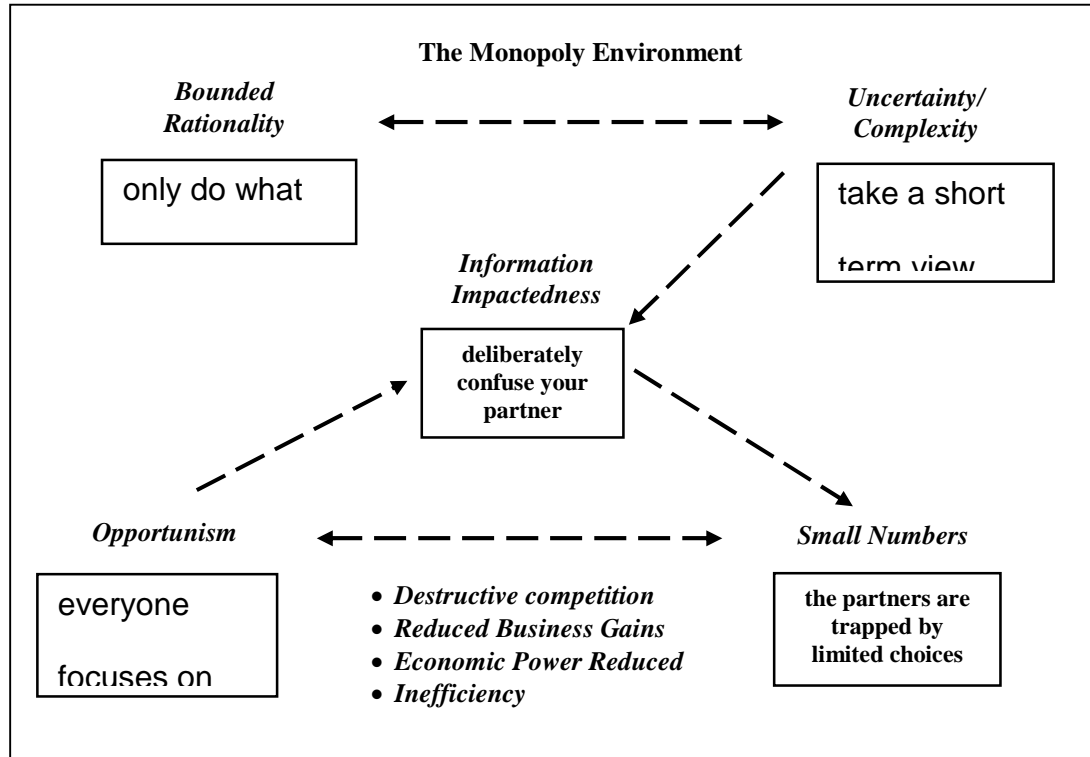 The Monopoly Environment
Bounded
Rationality
Uncertainty/
Complexity
only do what
take a short
term view
Information
Impactedness
deliberately
confuse your
partner
Opportunism
Small Numbers
everyone
focuses on
• Destructive competition
• Reduced Business Gains
• Economic Power Reduced
• Inefficiency
the partners are
trapped by
limited choices